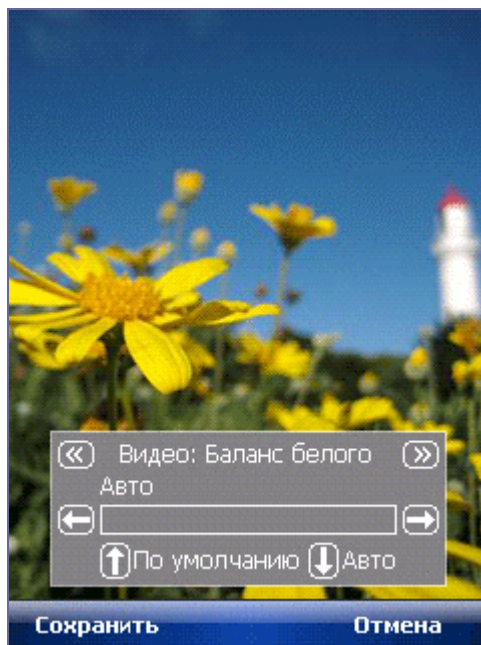 Видео: Баланс белого
Авто
По умолчанию Авто
Сохранить Отмена